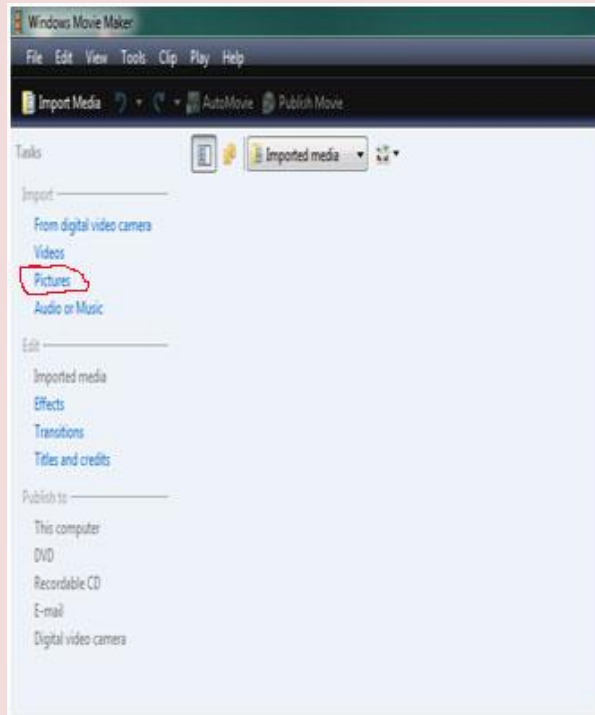 Windows Movie Maker
File Edit View Tools Clip Play Help
Import Media AutoMovie Publish Movie
Tasks
Imported media
Import
From digital video camera
Videos
Pictures
Audio or Music
Edit
Imported media
Effects
Transitions
Titles and credits
Publish to
This computer
DVD
Recordable CD
E-mail
Digital video camera